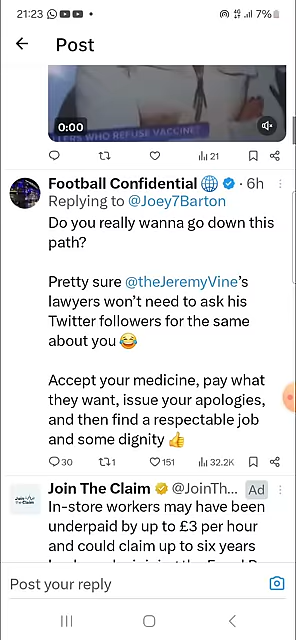 21:23
7%
Post
0:00
ERS WHO REFUSE VACCINE
21
Football Confidential · 6h
Replying to @Joey7Barton
Do you really wanna go down this
path?
Pretty sure @theJeremyVine's
lawyers won't need to ask his
Twitter followers for the same
about you 😂
Accept your medicine, pay what
they want, issue your apologies,
and then find a respectable job
and some dignity 👍
30 1 151 32.2K
Join The Claim @JoinTh... Ad
In-store workers may have been
underpaid by up to £3 per hour
and could claim up to six years
Post your reply